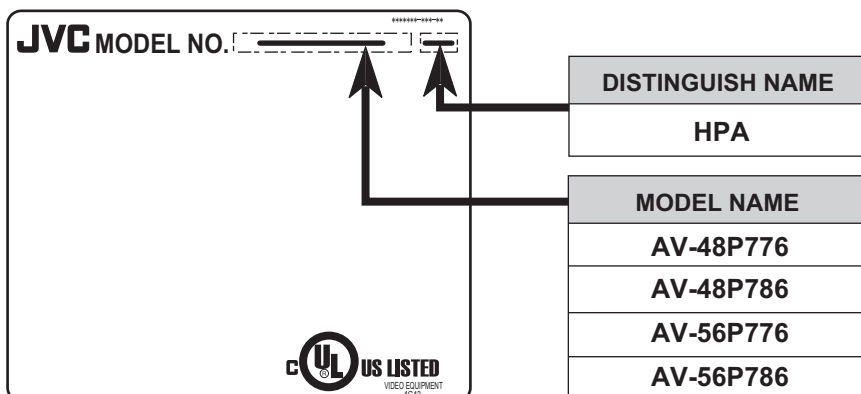 *******-***-**
JVC MODEL NO.
DISTINGUISH NAME
HPA
MODEL NAME
AV-48P776
AV-48P786
AV-56P776
AV-56P786
C UL ® US LISTED
VIDEO EQUIPMENT